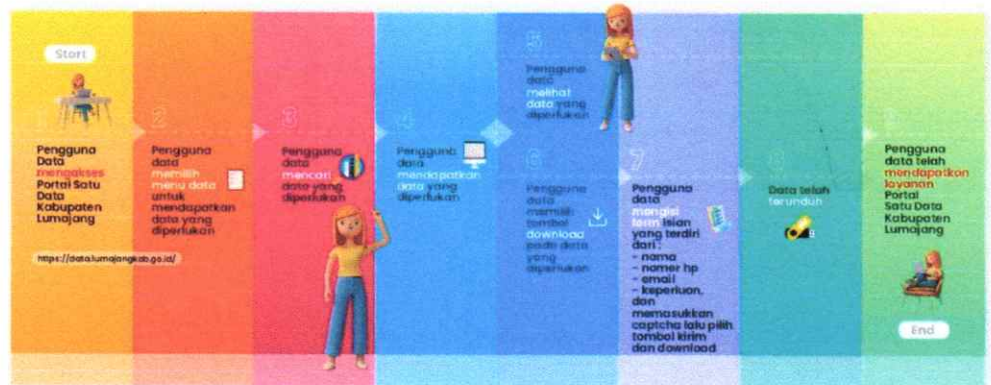 Start
1
Pengguna
Data
mengakses
Portal Satu
Data
Kabupaten
Lumajang
https://data.lumajangkab.go.id/
2
Pengguna
data
memilih
menu data
untuk
mendapatkan
data yang
diperlukan
3
Pengguna
data
mencari
data yang
diperlukan
4
Pengguna
data
mendapatkan
data yang
diperlukan
5
Pengguna
data
melihat
data yang
diperlukan
6
Pengguna
data
memilih
tombol
download
pada data
yang
diperlukan
7
Pengguna
data
mengisi
form isian
yang terdiri
dari :
- nama
- nomer hp
- email
- keperluan,
dan
memasukkan
captcha lalu pilih
tombol kirim
dan download
Data telah
terunduh
Pengguna
data telah
mendapatkan
layanan
Portal
Satu Data
Kabupaten
Lumajang
End